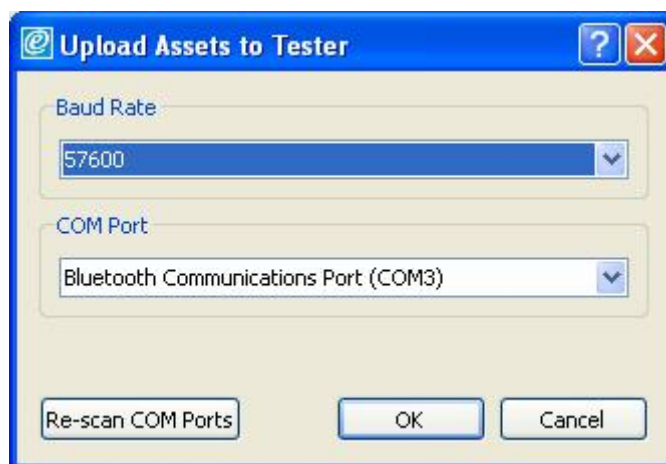 Upload Assets to Tester
Baud Rate
57600
COM Port
Bluetooth Communications Port (COM3)
Re-scan COM Ports OK Cancel